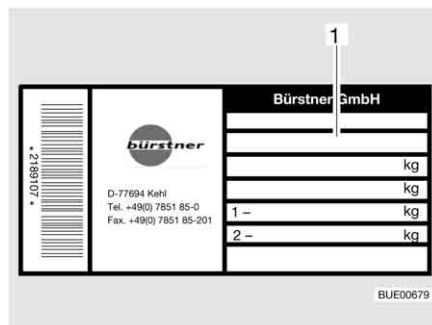 1
Bürstner GmbH
* 2189107 *
bürstner
D-77694 Kehl
Tel. +49(0) 7851 85-0
Fax. +49(0) 7851 85-201
kg
kg
1 – kg
2 – kg
BUE00679